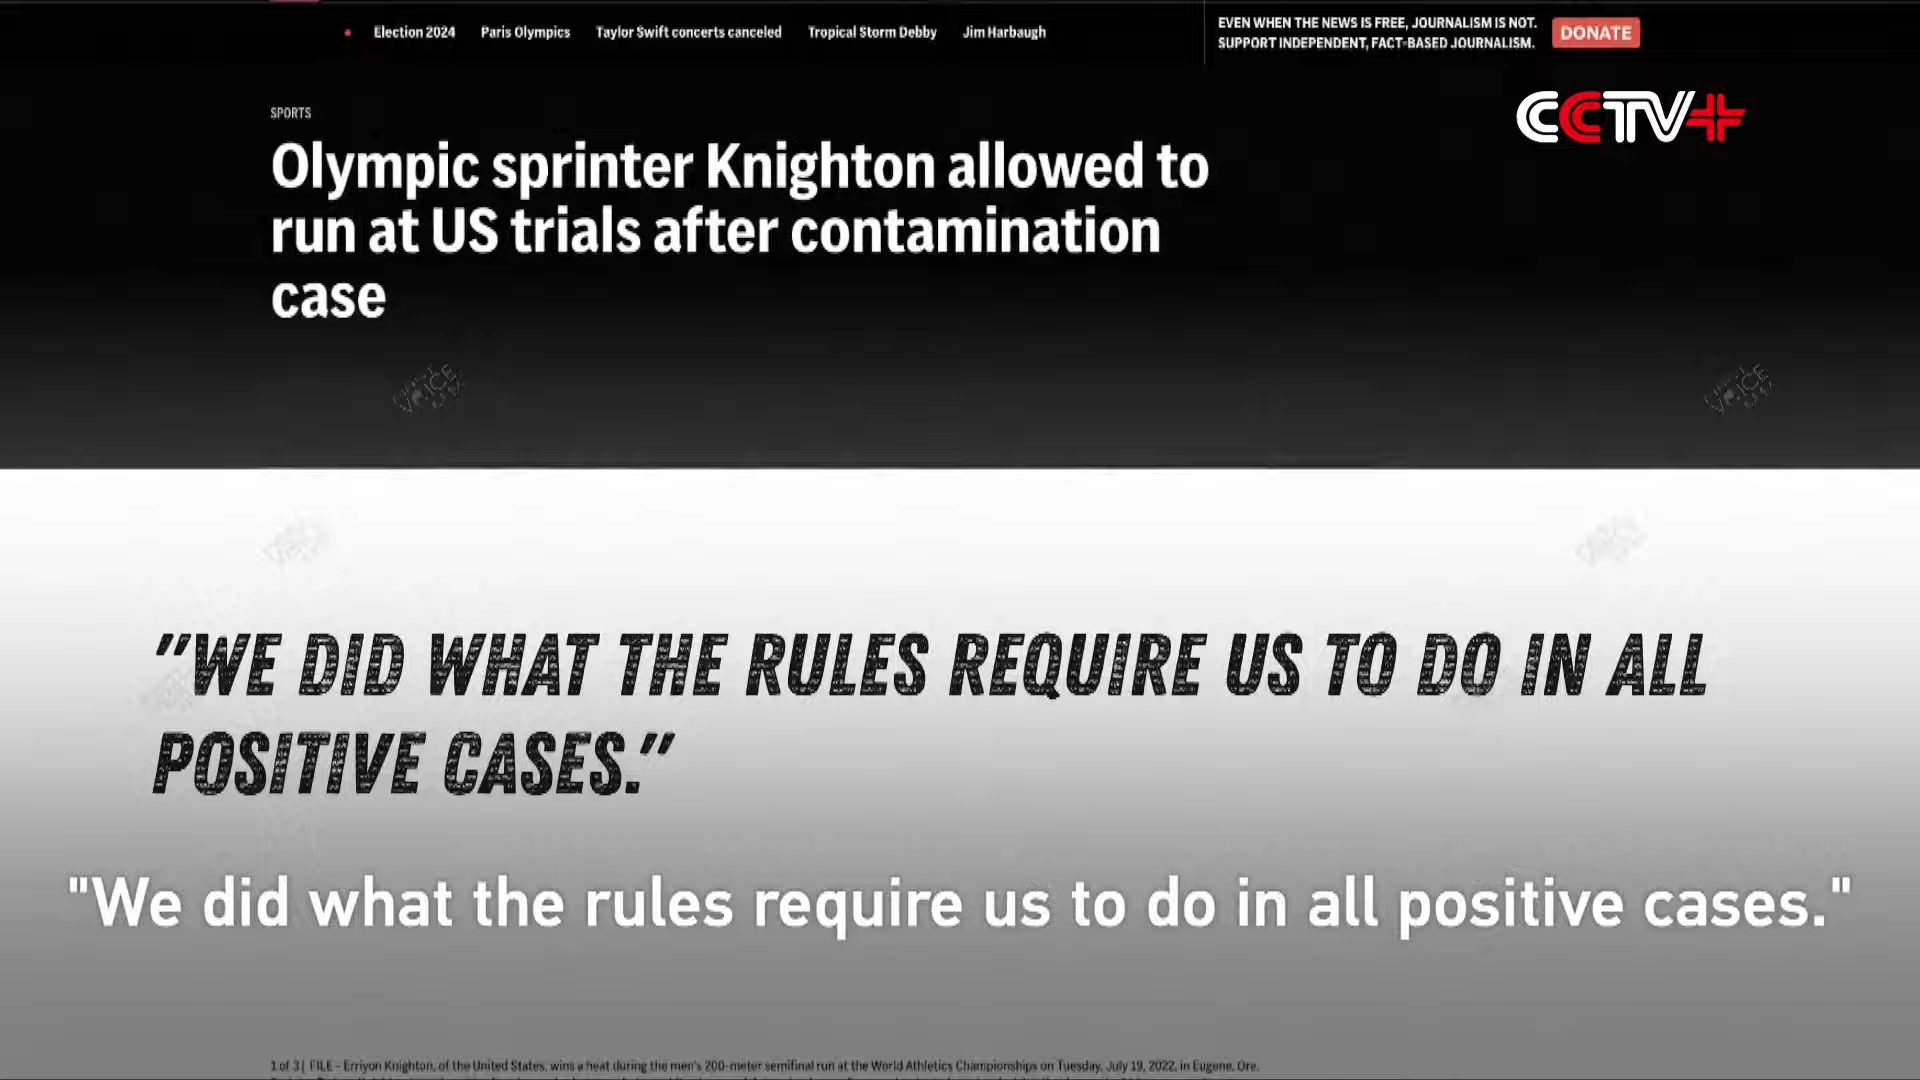 Election 2024 Paris Olympics Taylor Swift concerts canceled Tropical Storm Debby Jim Harbaugh
EVEN WHEN THE NEWS IS FREE, JOURNALISM IS NOT.
SUPPORT INDEPENDENT, FACT-BASED JOURNALISM.
DONATE
CCTV+
SPORTS
Olympic sprinter Knighton allowed to
run at US trials after contamination
case
"WE DID WHAT THE RULES REQUIRE US TO DO IN ALL
POSITIVE CASES."
"We did what the rules require us to do in all positive cases."
1 of 3 | FILE - Erriyon Knighton, of the United States, wins a heat during the men's 200-meter semifinal run at the World Athletics Championships on Tuesday, July 19, 2022, in Eugene, Ore.